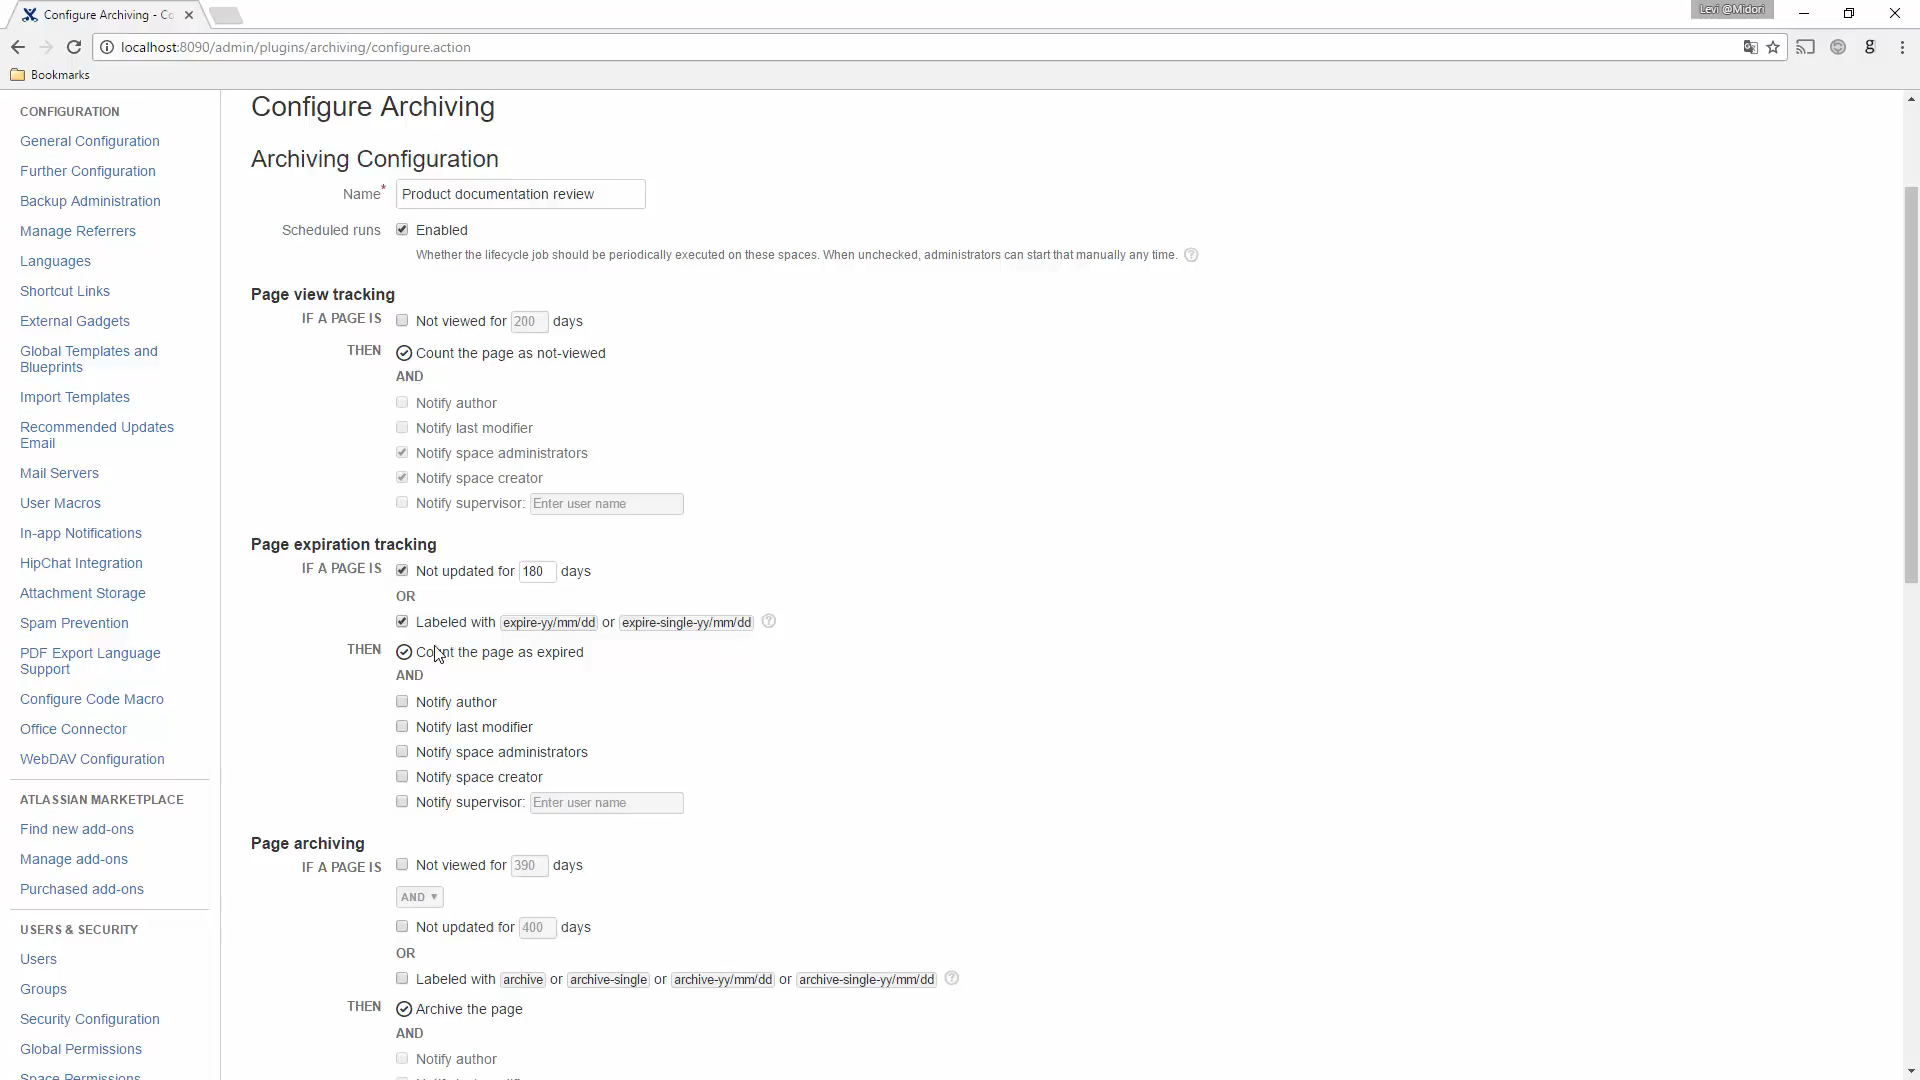 Configure Archiving - Co
Levi @Midori
localhost:8090/admin/plugins/archiving/configure.action
g
Bookmarks
CONFIGURATION
General Configuration
Further Configuration
Backup Administration
Manage Referrers
Languages
Shortcut Links
External Gadgets
Global Templates and
Blueprints
Import Templates
Recommended Updates
Email
Mail Servers
User Macros
In-app Notifications
HipChat Integration
Attachment Storage
Spam Prevention
PDF Export Language
Support
Configure Code Macro
Office Connector
WebDAV Configuration
ATLASSIAN MARKETPLACE
Find new add-ons
Manage add-ons
Purchased add-ons
USERS & SECURITY
Users
Groups
Security Configuration
Global Permissions
Space Permissions
Configure Archiving
Archiving Configuration
Name* Product documentation review
Scheduled runs Enabled
Whether the lifecycle job should be periodically executed on these spaces. When unchecked, administrators can start that manually any time. ?
Page view tracking
IF A PAGE IS Not viewed for 200 days
THEN Count the page as not-viewed
AND
Notify author
Notify last modifier
Notify space administrators
Notify space creator
Notify supervisor: Enter user name
Page expiration tracking
IF A PAGE IS Not updated for 180 days
OR
Labeled with expire-yy/mm/dd or expire-single-yy/mm/dd ?
THEN Count the page as expired
AND
Notify author
Notify last modifier
Notify space administrators
Notify space creator
Notify supervisor: Enter user name
Page archiving
IF A PAGE IS Not viewed for 390 days
AND ▾
Not updated for 400 days
OR
Labeled with archive or archive-single or archive-yy/mm/dd or archive-single-yy/mm/dd ?
THEN Archive the page
AND
Notify author